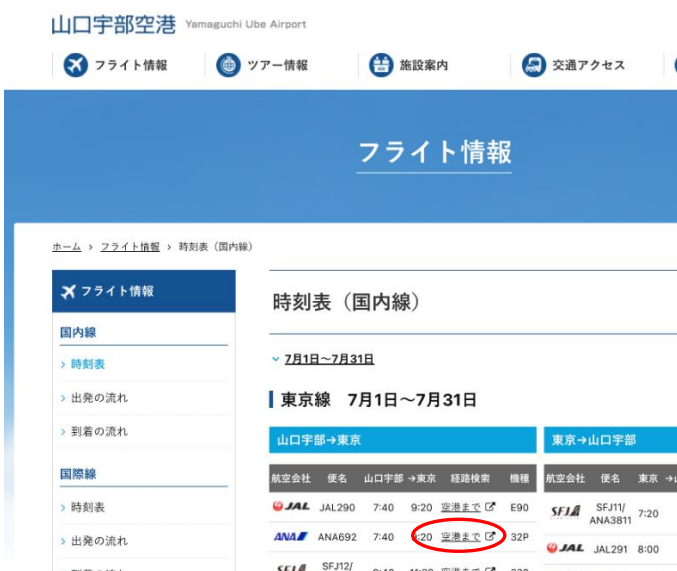 山口宇部空港 Yamaguchi Ube Airport
フライト情報 ツアー情報 施設案内 交通アクセス
フライト情報
ホーム › フライト情報 › 時刻表（国内線）
フライト情報
国内線
› 時刻表
› 出発の流れ
› 到着の流れ
国際線
› 時刻表
› 出発の流れ
時刻表（国内線）
7月1日～7月31日
東京線 7月1日～7月31日
山口宇部→東京
航空会社 便名 山口宇部 →東京 経路検索 機種
JAL JAL290 7:40 9:20 空港まで E90
ANA ANA692 7:40 9:20 空港まで 32P
SFJ SFJ12/
東京→山口宇部
航空会社 便名 東京
SFJ SFJ11/
ANA3811 7:20
JAL JAL291 8:00